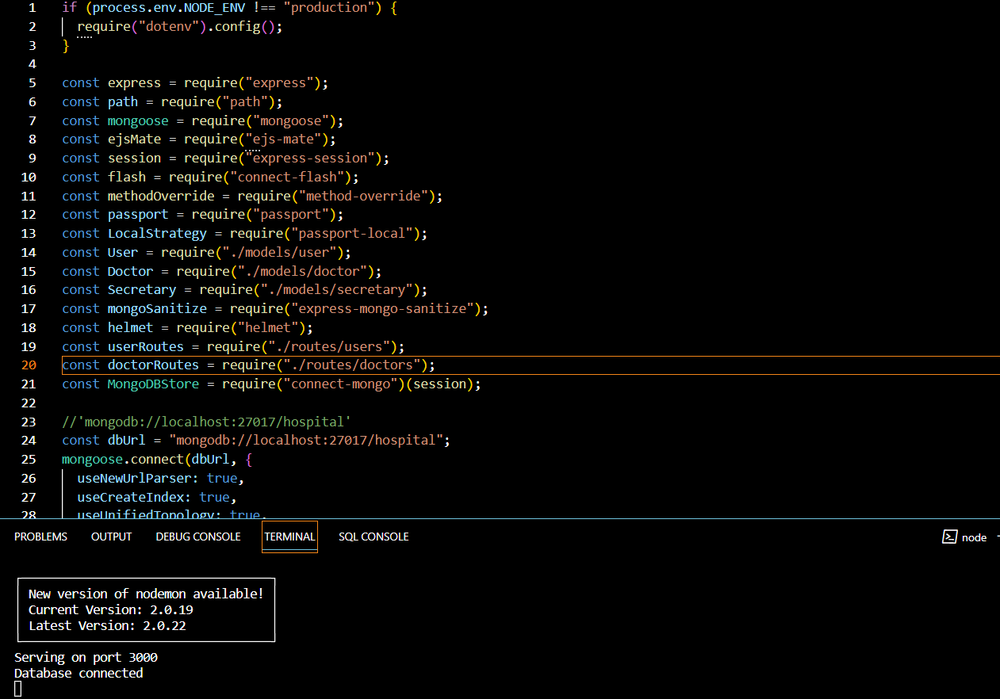 1 if (process.env.NODE_ENV !== "production") {
2 require("dotenv").config();
3 }
4
5 const express = require("express");
6 const path = require("path");
7 const mongoose = require("mongoose");
8 const ejsMate = require("ejs-mate");
9 const session = require("express-session");
10 const flash = require("connect-flash");
11 const methodOverride = require("method-override");
12 const passport = require("passport");
13 const LocalStrategy = require("passport-local");
14 const User = require("./models/user");
15 const Doctor = require("./models/doctor");
16 const Secretary = require("./models/secretary");
17 const mongoSanitize = require("express-mongo-sanitize");
18 const helmet = require("helmet");
19 const userRoutes = require("./routes/users");
20 const doctorRoutes = require("./routes/doctors");
21 const MongoDBStore = require("connect-mongo")(session);
22
23 //'mongodb://localhost:27017/hospital'
24 const dbUrl = "mongodb://localhost:27017/hospital";
25 mongoose.connect(dbUrl, {
26 useNewUrlParser: true,
27 useCreateIndex: true,
28 useUnifiedTopology: true,
PROBLEMS OUTPUT DEBUG CONSOLE TERMINAL SQL CONSOLE node
New version of nodemon available!
Current Version: 2.0.19
Latest Version: 2.0.22
Serving on port 3000
Database connected